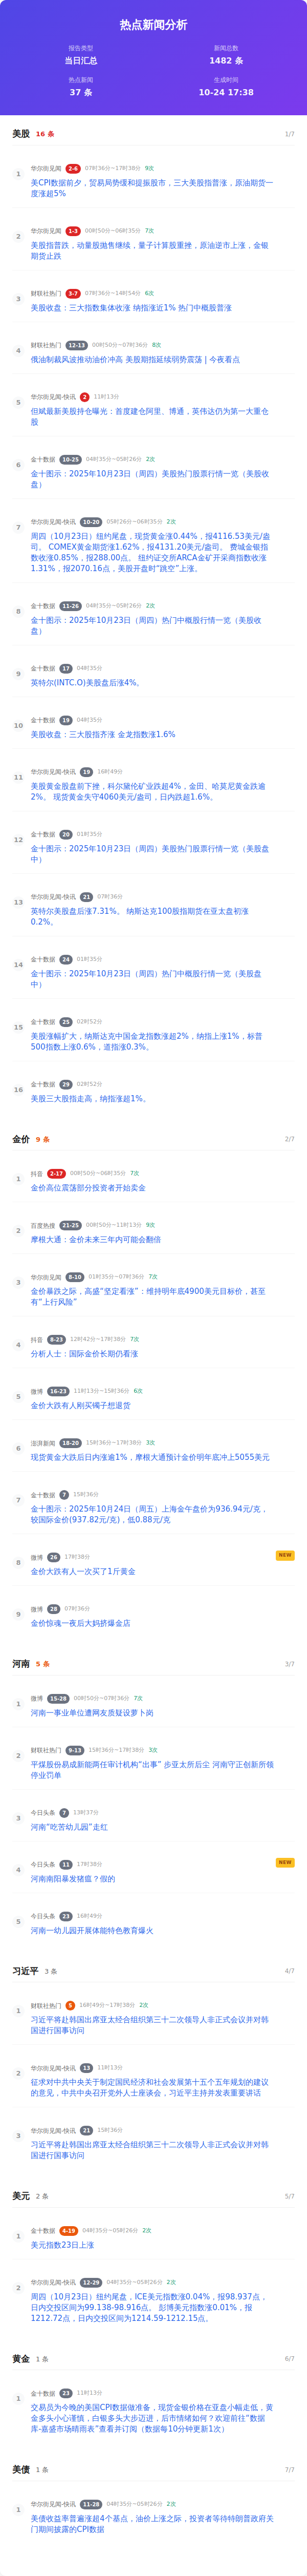 热点新闻分析
报告类型
当日汇总
新闻总数
1482 条
热点新闻
37 条
生成时间
10-24 17:38
美股 16 条 1/7
1 华尔街见闻 2-6 07时36分~17时38分 9次
美CPI数据前夕，贸易局势缓和提振股市，三大美股指普涨，原油期货一
度涨超5%
2 华尔街见闻 1-3 00时50分~06时35分 7次
美股指普跌，动量股抛售继续，量子计算股重挫，原油逆市上涨，金银
期货止跌
3 财联社热门 3-7 07时36分~14时54分 6次
美股收盘：三大指数集体收涨 纳指涨近1% 热门中概股普涨
4 财联社热门 12-13 00时50分~07时36分 8次
俄油制裁风波推动油价冲高 美股期指延续弱势震荡 | 今夜看点
5 华尔街见闻-快讯 2 11时13分
但斌最新美股持仓曝光：首度建仓阿里、博通，英伟达仍为第一大重仓
股
6 金十数据 10-25 04时35分~05时26分 2次
金十图示：2025年10月23日（周四）美股热门股票行情一览（美股收
盘）
7 华尔街见闻-快讯 10-20 05时26分~06时35分 2次
周四（10月23日）纽约尾盘，现货黄金涨0.44%，报4116.53美元/盎
司。 COMEX黄金期货涨1.62%，报4131.20美元/盎司。 费城金银指
数收涨0.85%，报288.00点。 纽约证交所ARCA金矿开采商指数收涨
1.31%，报2070.16点，美股开盘时“跳空”上涨。
8 金十数据 11-26 04时35分~05时26分 2次
金十图示：2025年10月23日（周四）热门中概股行情一览（美股收
盘）
9 金十数据 17 04时35分
英特尔(INTC.O)美股盘后涨4%。
10 金十数据 19 04时35分
美股收盘：三大股指齐涨 金龙指数涨1.6%
11 华尔街见闻-快讯 19 16时49分
美股黄金股盘前下挫，科尔黛伦矿业跌超4%，金田、哈莫尼黄金跌逾
2%。 现货黄金失守4060美元/盎司，日内跌超1.6%。
12 金十数据 20 01时35分
金十图示：2025年10月23日（周四）美股热门股票行情一览（美股盘
中）
13 华尔街见闻-快讯 21 07时36分
英特尔美股盘后涨7.31%。 纳斯达克100股指期货在亚太盘初涨
0.2%。
14 金十数据 24 01时35分
金十图示：2025年10月23日（周四）热门中概股行情一览（美股盘
中）
15 金十数据 25 02时52分
美股涨幅扩大，纳斯达克中国金龙指数涨超2%，纳指上涨1%，标普
500指数上涨0.6%，道指涨0.3%。
16 金十数据 29 02时52分
美股三大股指走高，纳指涨超1%。
金价 9 条 2/7
1 抖音 2-17 00时50分~06时35分 7次
金价高位震荡部分投资者开始卖金
2 百度热搜 21-25 00时50分~11时13分 9次
摩根大通：金价未来三年内可能会翻倍
3 华尔街见闻 8-10 01时35分~07时36分 7次
金价暴跌之际，高盛“坚定看涨”：维持明年底4900美元目标价，甚至
有“上行风险”
4 抖音 8-23 12时42分~17时38分 7次
分析人士：国际金价长期仍看涨
5 微博 16-23 11时13分~15时36分 6次
金价大跌有人刚买镯子想退货
6 澎湃新闻 18-20 15时36分~17时38分 3次
现货黄金大跌后日内涨逾1%，摩根大通预计金价明年底冲上5055美元
7 金十数据 7 15时36分
金十图示：2025年10月24日（周五）上海金午盘价为936.94元/克，
较国际金价(937.82元/克)，低0.88元/克
8 微博 26 17时38分 NEW
金价大跌有人一次买了1斤黄金
9 微博 28 07时36分
金价惊魂一夜后大妈挤爆金店
河南 5 条 3/7
1 微博 15-28 00时50分~07时36分 7次
河南一事业单位遭网友质疑设萝卜岗
2 财联社热门 9-13 15时36分~17时38分 3次
平煤股份易成新能两任审计机构“出事” 步亚太所后尘 河南守正创新所领
停业罚单
3 今日头条 7 13时37分
河南“吃苦幼儿园”走红
4 今日头条 11 17时38分 NEW
河南南阳暴发猪瘟？假的
5 今日头条 23 16时49分
河南一幼儿园开展体能特色教育爆火
习近平 3 条 4/7
1 财联社热门 5 16时49分~17时38分 2次
习近平将赴韩国出席亚太经合组织第三十二次领导人非正式会议并对韩
国进行国事访问
2 华尔街见闻-快讯 13 11时13分
征求对中共中央关于制定国民经济和社会发展第十五个五年规划的建议
的意见，中共中央召开党外人士座谈会，习近平主持并发表重要讲话
3 华尔街见闻-快讯 21 15时36分
习近平将赴韩国出席亚太经合组织第三十二次领导人非正式会议并对韩
国进行国事访问
美元 2 条 5/7
1 金十数据 4-19 04时35分~05时26分 2次
美元指数23日上涨
2 华尔街见闻-快讯 12-29 04时35分~05时26分 2次
周四（10月23日）纽约尾盘，ICE美元指数涨0.04%，报98.937点，
日内交投区间为99.138-98.916点。 彭博美元指数涨0.01%，报
1212.72点，日内交投区间为1214.59-1212.15点。
黄金 1 条 6/7
1 金十数据 23 11时13分
交易员为今晚的美国CPI数据做准备，现货金银价格在亚盘小幅走低，黄
金多头小心谨慎，白银多头大步迈进，后市情绪如何？欢迎前往“数据
库-嘉盛市场晴雨表”查看并订阅（数据每10分钟更新1次）
美债 1 条 7/7
1 华尔街见闻-快讯 11-28 04时35分~05时26分 2次
美债收益率普遍涨超4个基点，油价上涨之际，投资者等待特朗普政府关
门期间披露的CPI数据